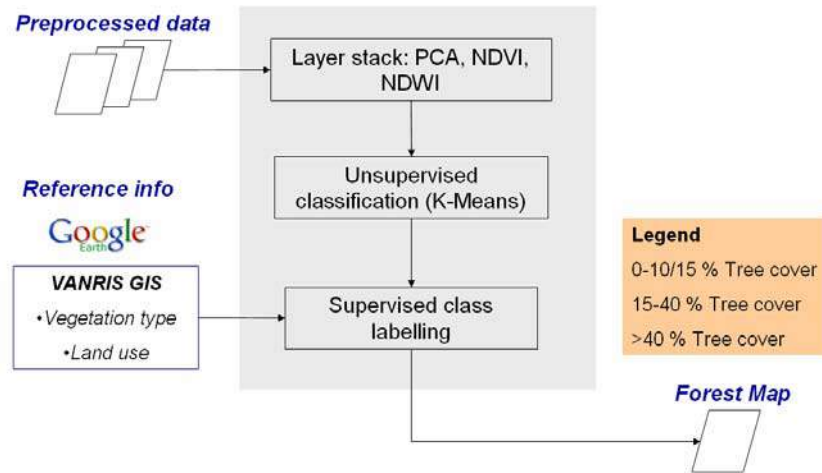 Preprocessed data
Layer stack: PCA, NDVI,
NDWI
Unsupervised
classification (K-Means)
Reference info
Google™
Earth
VANRIS GIS
•Vegetation type
•Land use
Supervised class
labelling
Legend
0-10/15 % Tree cover
15-40 % Tree cover
>40 % Tree cover
Forest Map